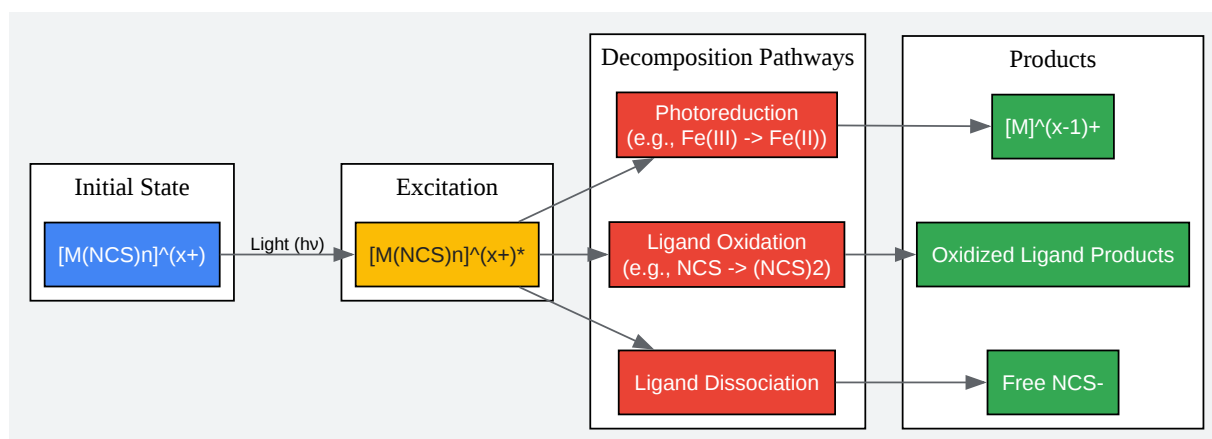 Initial State
[M(NCS)n]^(x+)
Light (hν)
Excitation
[M(NCS)n]^(x+)*
Decomposition Pathways
Photoreduction
(e.g., Fe(III) -> Fe(II))
Ligand Oxidation
(e.g., NCS -> (NCS)2)
Ligand Dissociation
Products
[M]^(x-1)+
Oxidized Ligand Products
Free NCS-